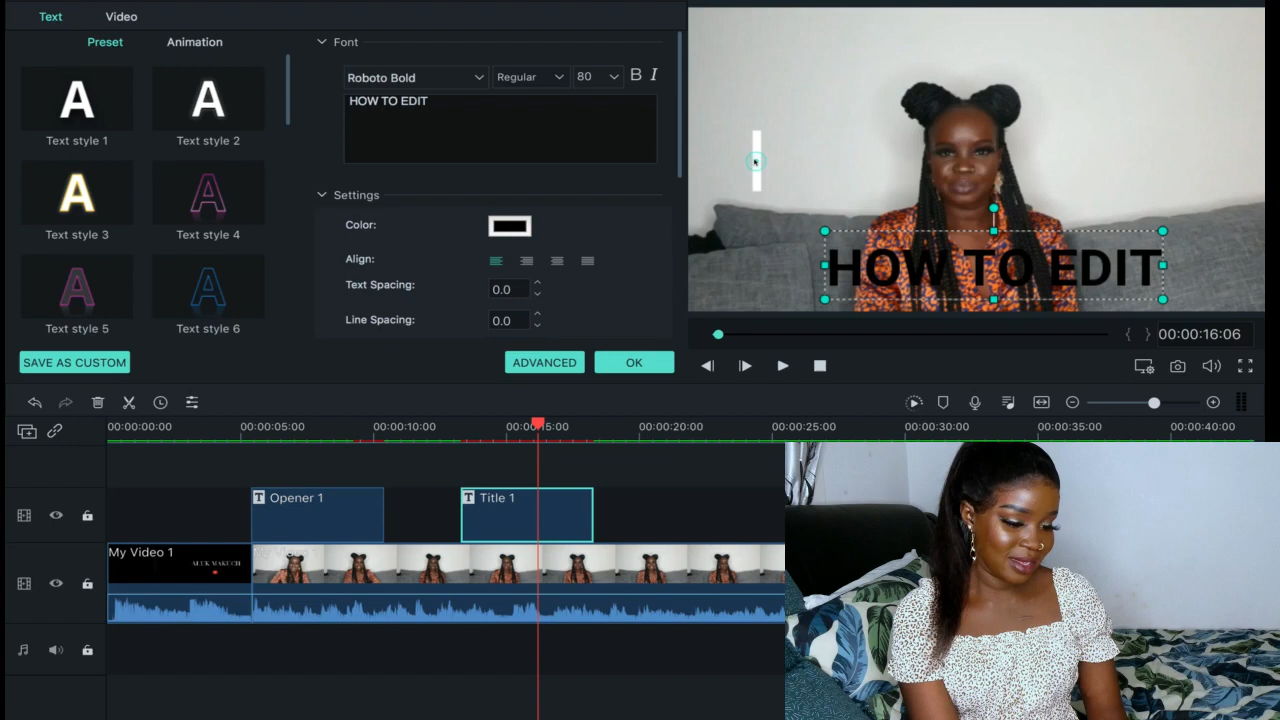 Text Video
Preset Animation
A A
Text style 1 Text style 2
A A
Text style 3 Text style 4
A A
Text style 5 Text style 6
SAVE AS CUSTOM
Font
Roboto Bold Regular 80 B I
HOW TO EDIT
Settings
Color:
Align:
Text Spacing: 0.0
Line Spacing: 0.0
ADVANCED OK
HOW TO EDIT
{ } 00:00:16:06
00:00:00:00 00:00:05:00 00:00:10:00 00:00:15:00 00:00:20:00 00:00:25:00 00:00:30:00 00:00:35:00 00:00:40:00
T Opener 1 T Title 1
My Video 1
ALUK MAKUCH